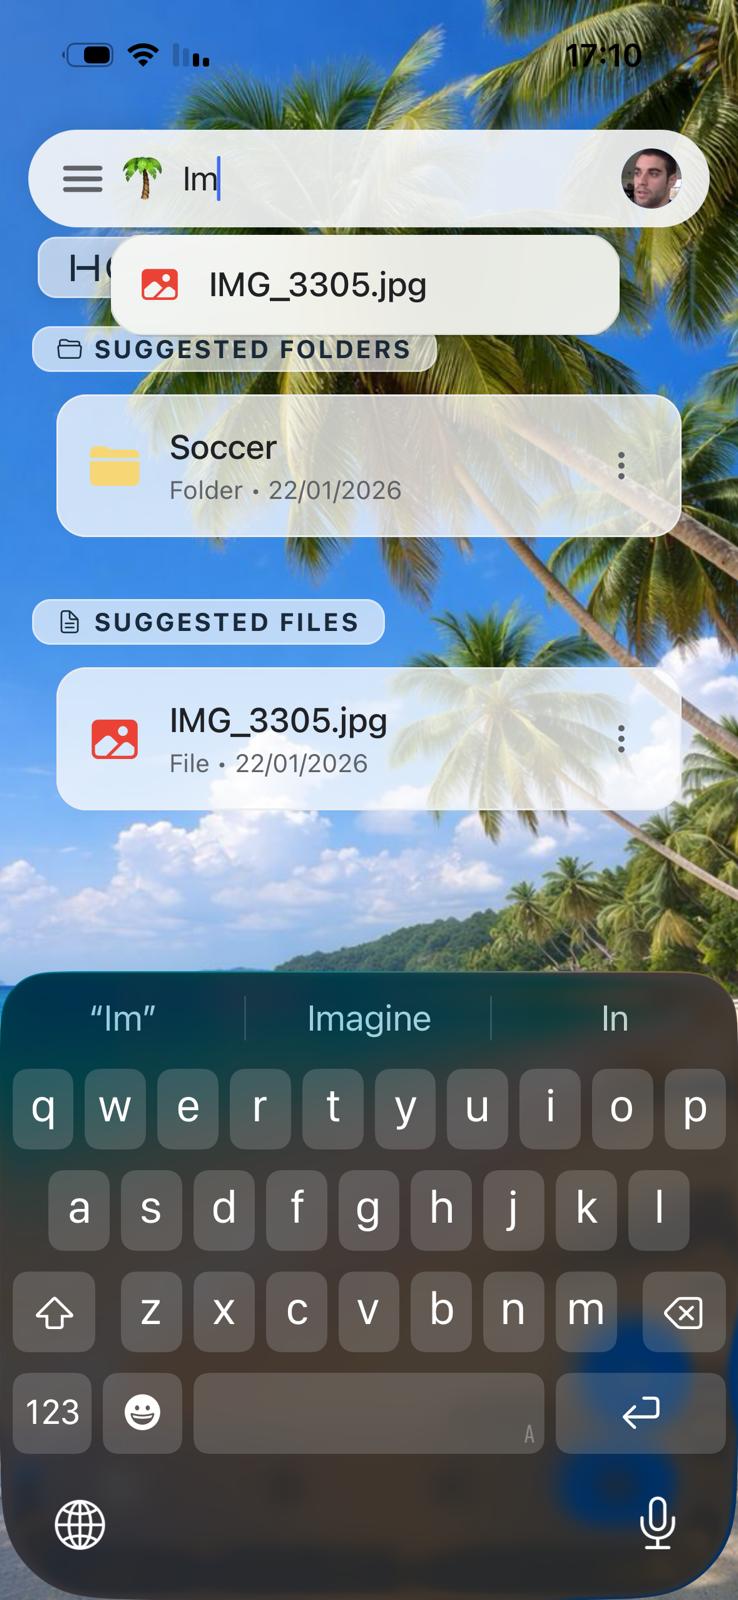 17:10
Im
IMG_3305.jpg
SUGGESTED FOLDERS
Soccer
Folder • 22/01/2026
SUGGESTED FILES
IMG_3305.jpg
File • 22/01/2026
“Im” Imagine In
q w e r t y u i o p
a s d f g h j k l
z x c v b n m
123
A